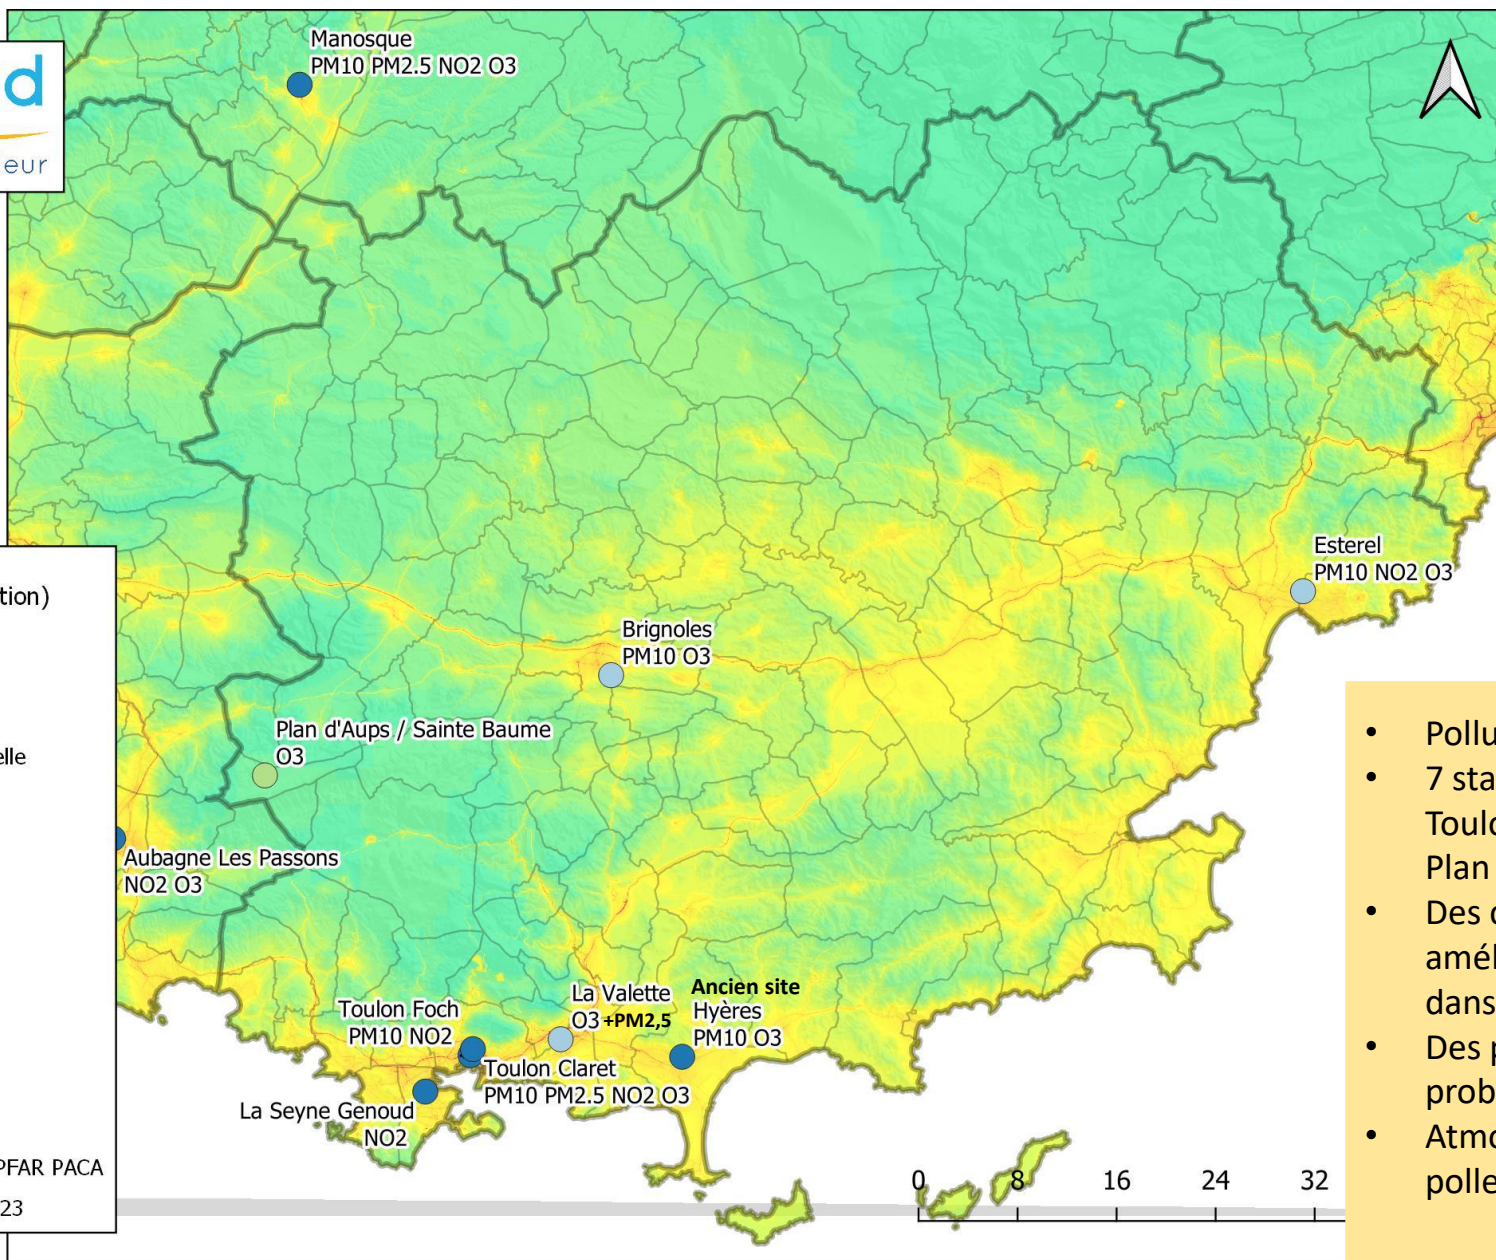 d
eur
Manosque
PM10 PM2.5 NO2 O3
tion)
elle
PFAR PACA
23
Esterel
PM10 NO2 O3
Brignoles
PM10 O3
Plan d'Aups / Sainte Baume
O3
Aubagne Les Passons
NO2 O3
Toulon Foch
PM10 NO2
La Valette
O3 +PM2,5
Ancien site
Hyères
PM10 O3
Toulon Claret
PM10 PM2.5 NO2 O3
La Seyne Genoud
NO2
0 8 16 24 32
• Pollu
• 7 sta
Toulo
Plan
• Des
amél
dans
• Des p
prob
• Atmo
polle